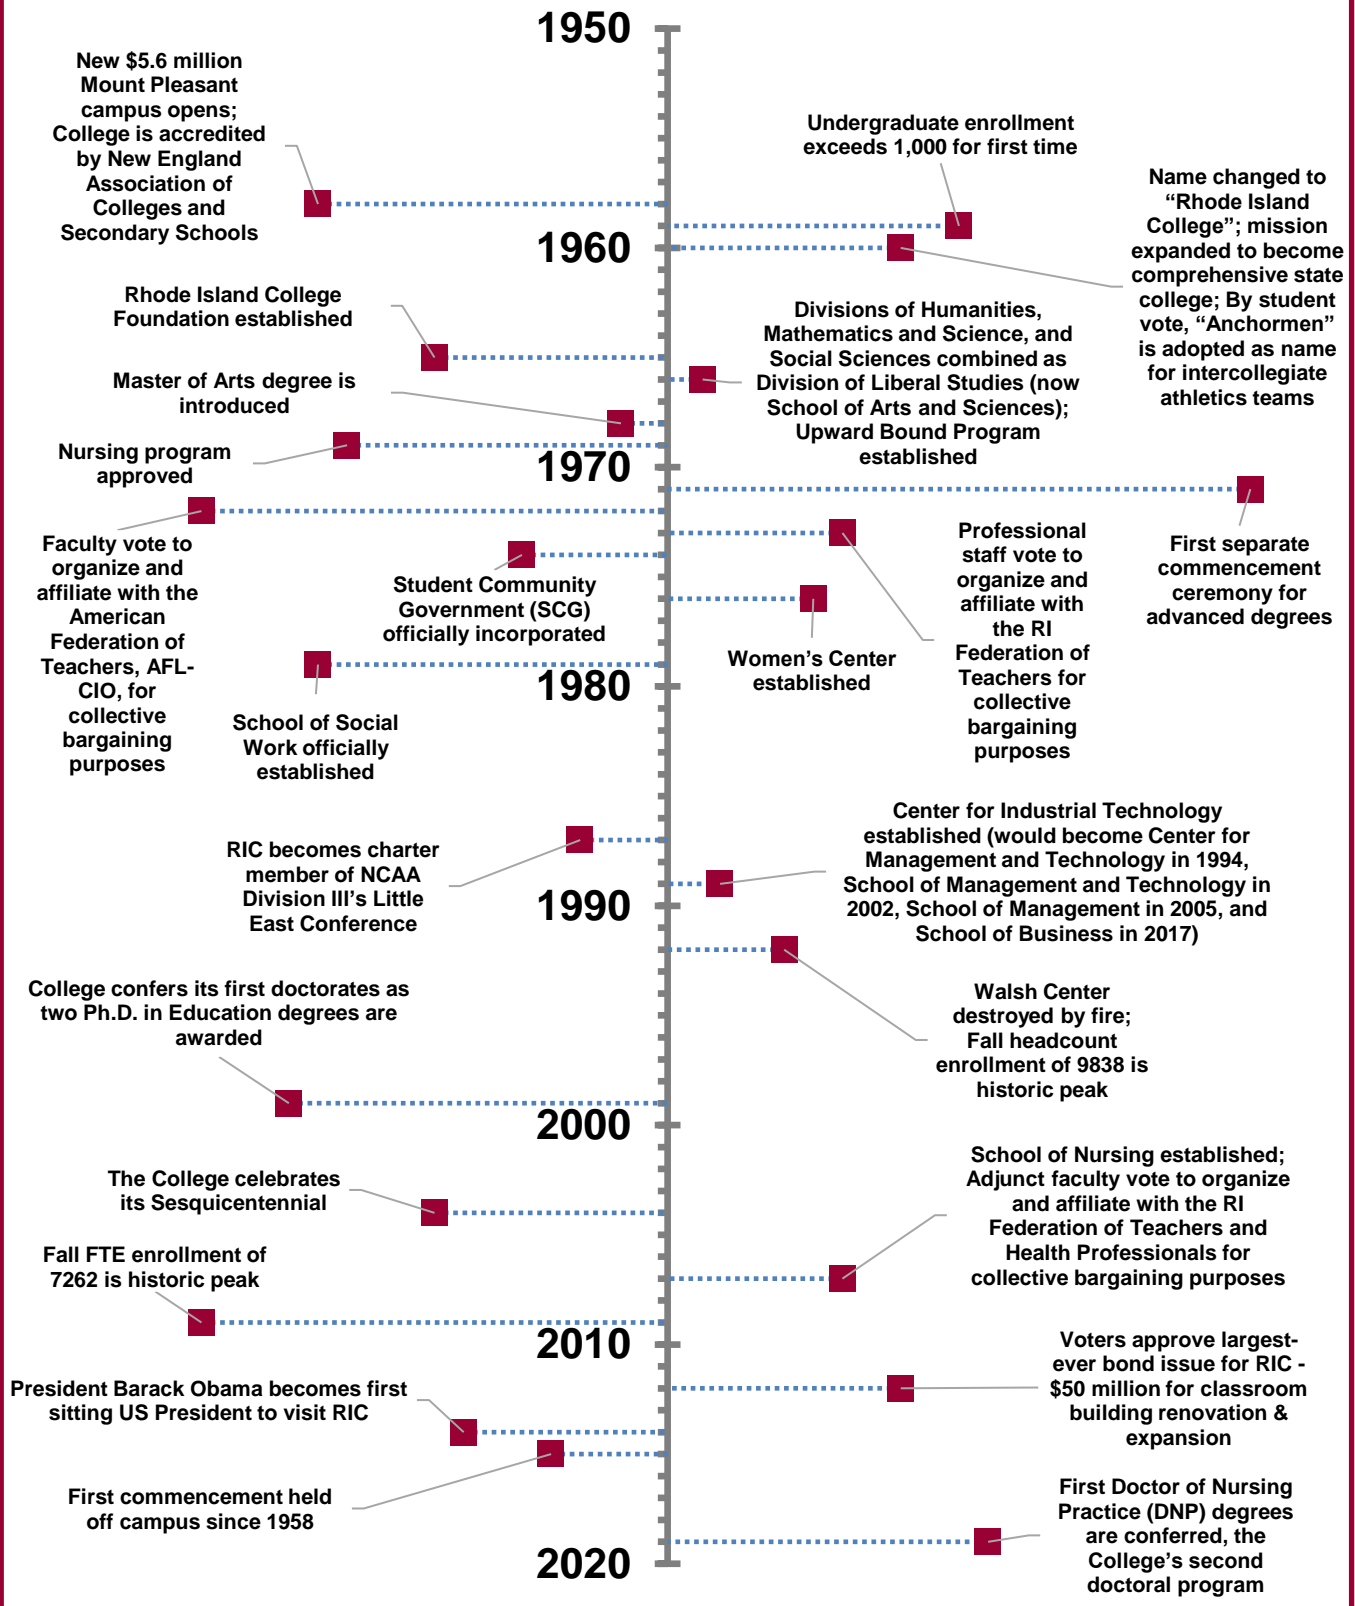 1950
New $5.6 million
Mount Pleasant
campus opens;
College is accredited
by New England
Association of
Colleges and
Secondary Schools
Undergraduate enrollment
exceeds 1,000 for first time
Name changed to
“Rhode Island
College”; mission
expanded to become
comprehensive state
college; By student
vote, “Anchormen”
is adopted as name
for intercollegiate
athletics teams
1960
Rhode Island College
Foundation established
Divisions of Humanities,
Mathematics and Science, and
Social Sciences combined as
Division of Liberal Studies (now
School of Arts and Sciences);
Upward Bound Program
established
Master of Arts degree is
introduced
Nursing program
approved
1970
First separate
commencement
ceremony for
advanced degrees
Faculty vote to
organize and
affiliate with the
American
Federation of
Teachers, AFL-
CIO, for
collective
bargaining
purposes
Professional
staff vote to
organize and
affiliate with
the RI
Federation of
Teachers for
collective
bargaining
purposes
Student Community
Government (SCG)
officially incorporated
Women’s Center
established
School of Social
Work officially
established
1980
RIC becomes charter
member of NCAA
Division III’s Little
East Conference
Center for Industrial Technology
established (would become Center for
Management and Technology in 1994,
School of Management and Technology in
2002, School of Management in 2005, and
School of Business in 2017)
1990
Walsh Center
destroyed by fire;
Fall headcount
enrollment of 9838 is
historic peak
College confers its first doctorates as
two Ph.D. in Education degrees are
awarded
2000
The College celebrates
its Sesquicentennial
School of Nursing established;
Adjunct faculty vote to organize
and affiliate with the RI
Federation of Teachers and
Health Professionals for
collective bargaining purposes
Fall FTE enrollment of
7262 is historic peak
2010
Voters approve largest-
ever bond issue for RIC -
$50 million for classroom
building renovation &
expansion
President Barack Obama becomes first
sitting US President to visit RIC
First commencement held
off campus since 1958
First Doctor of Nursing
Practice (DNP) degrees
are conferred, the
College’s second
doctoral program
2020